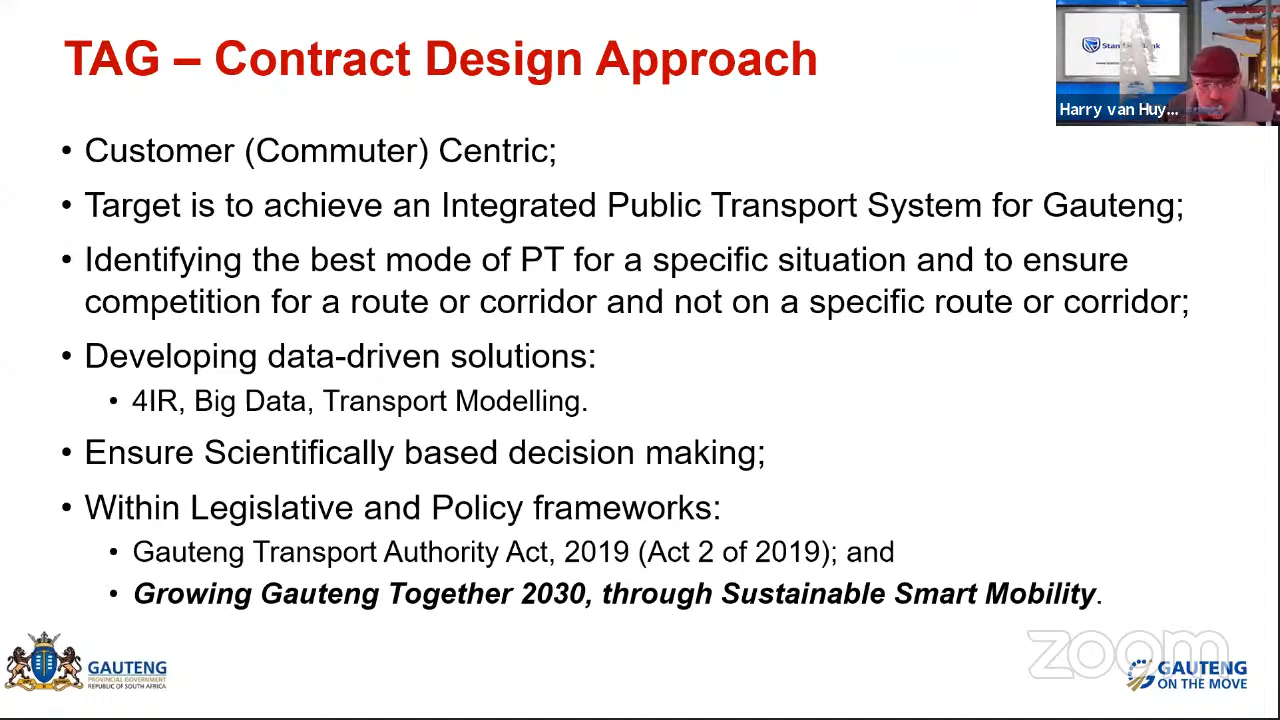 TAG – Contract Design Approach
Harry van Huy...
• Customer (Commuter) Centric;
• Target is to achieve an Integrated Public Transport System for Gauteng;
• Identifying the best mode of PT for a specific situation and to ensure
competition for a route or corridor and not on a specific route or corridor;
• Developing data-driven solutions:
• 4IR, Big Data, Transport Modelling.
• Ensure Scientifically based decision making;
• Within Legislative and Policy frameworks:
• Gauteng Transport Authority Act, 2019 (Act 2 of 2019); and
• Growing Gauteng Together 2030, through Sustainable Smart Mobility.
GAUTENG
PROVINCIAL GOVERNMENT
REPUBLIC OF SOUTH AFRICA
zoom
GAUTENG
ON THE MOVE